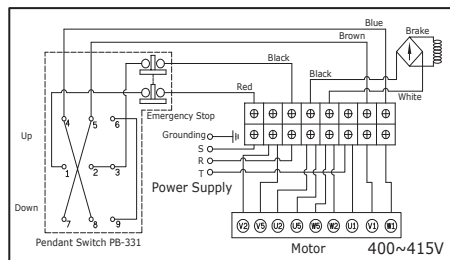 Blue
Brake
Brown
Black
Black
Red
White
4 5 6
Emergency Stop
Up
Grounding
S
R
1 2 3
T
Power Supply
Down
7 8 9
V2 V5 U2 U5 W5 W2 U1 V1 W1
Pendant Switch PB-331
Motor
400~415V